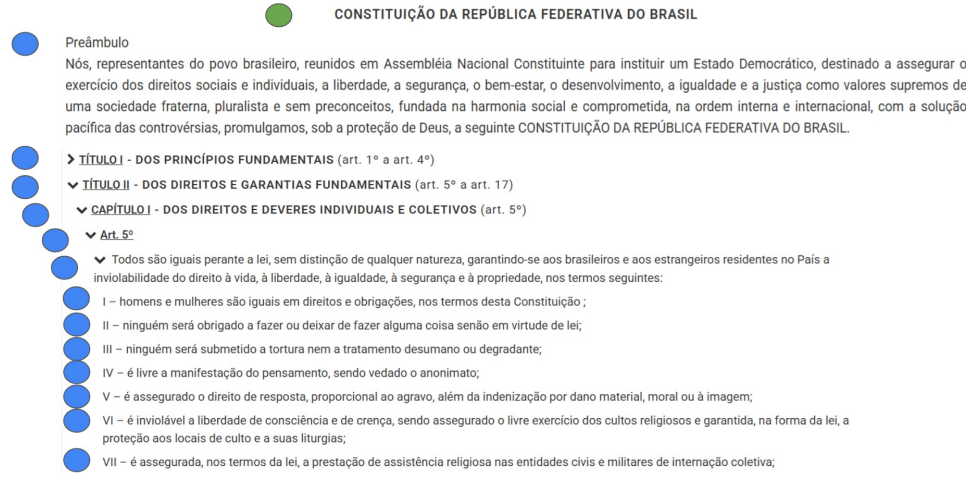 CONSTITUIÇÃO DA REPÚBLICA FEDERATIVA DO BRASIL
Preâmbulo
Nós, representantes do povo brasileiro, reunidos em Assembléia Nacional Constituinte para instituir um Estado Democrático, destinado a assegurar o
exercício dos direitos sociais e individuais, a liberdade, a segurança, o bem-estar, o desenvolvimento, a igualdade e a justiça como valores supremos de
uma sociedade fraterna, pluralista e sem preconceitos, fundada na harmonia social e comprometida, na ordem interna e internacional, com a solução
pacífica das controvérsias, promulgamos, sob a proteção de Deus, a seguinte CONSTITUIÇÃO DA REPÚBLICA FEDERATIVA DO BRASIL.
TÍTULO I - DOS PRINCÍPIOS FUNDAMENTAIS (art. 1º a art. 4º)
TÍTULO II - DOS DIREITOS E GARANTIAS FUNDAMENTAIS (art. 5º a art. 17)
CAPÍTULO I - DOS DIREITOS E DEVERES INDIVIDUAIS E COLETIVOS (art. 5º)
Art. 5º
Todos são iguais perante a lei, sem distinção de qualquer natureza, garantindo-se aos brasileiros e aos estrangeiros residentes no País a
inviolabilidade do direito à vida, à liberdade, à igualdade, à segurança e à propriedade, nos termos seguintes:
I – homens e mulheres são iguais em direitos e obrigações, nos termos desta Constituição ;
II – ninguém será obrigado a fazer ou deixar de fazer alguma coisa senão em virtude de lei;
III – ninguém será submetido a tortura nem a tratamento desumano ou degradante;
IV – é livre a manifestação do pensamento, sendo vedado o anonimato;
V – é assegurado o direito de resposta, proporcional ao agravo, além da indenização por dano material, moral ou à imagem;
VI – é inviolável a liberdade de consciência e de crença, sendo assegurado o livre exercício dos cultos religiosos e garantida, na forma da lei, a
proteção aos locais de culto e a suas liturgias;
VII – é assegurada, nos termos da lei, a prestação de assistência religiosa nas entidades civis e militares de internação coletiva;